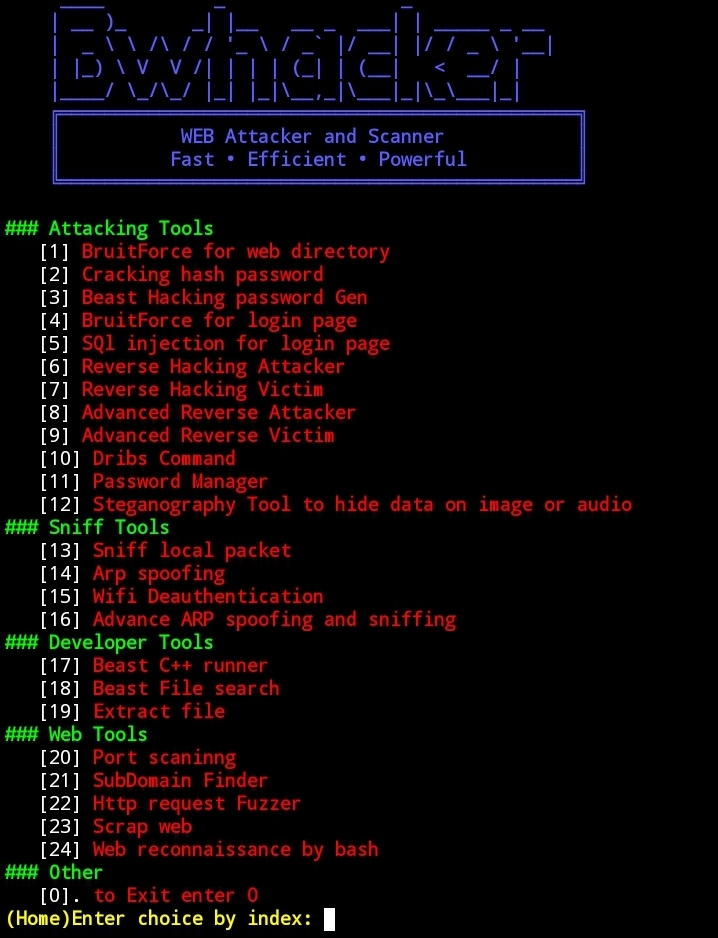 Bwhacker
WEB Attacker and Scanner
Fast • Efficient • Powerful
### Attacking Tools
[1] BruitForce for web directory
[2] Cracking hash password
[3] Beast Hacking password Gen
[4] BruitForce for login page
[5] SQl injection for login page
[6] Reverse Hacking Attacker
[7] Reverse Hacking Victim
[8] Advanced Reverse Attacker
[9] Advanced Reverse Victim
[10] Dribs Command
[11] Password Manager
[12] Steganography Tool to hide data on image or audio
### Sniff Tools
[13] Sniff local packet
[14] Arp spoofing
[15] Wifi Deauthentication
[16] Advance ARP spoofing and sniffing
### Developer Tools
[17] Beast C++ runner
[18] Beast File search
[19] Extract file
### Web Tools
[20] Port scaninng
[21] SubDomain Finder
[22] Http request Fuzzer
[23] Scrap web
[24] Web reconnaissance by bash
### Other
[0]. to Exit enter 0
(Home)Enter choice by index: